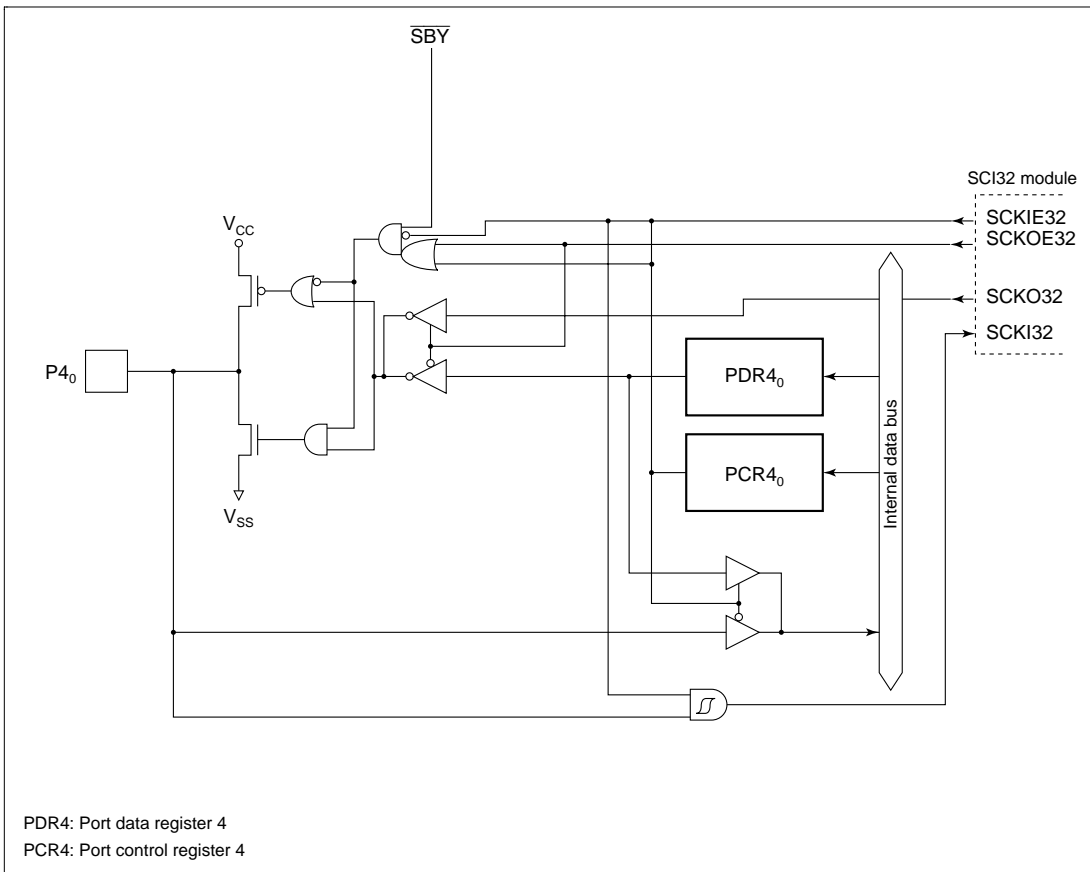 SBY
SCI32 module
SCKIE32
SCKOE32
SCKO32
SCKI32
VCC
P40
VSS
PDR40
PCR40
Internal data bus
PDR4: Port data register 4
PCR4: Port control register 4